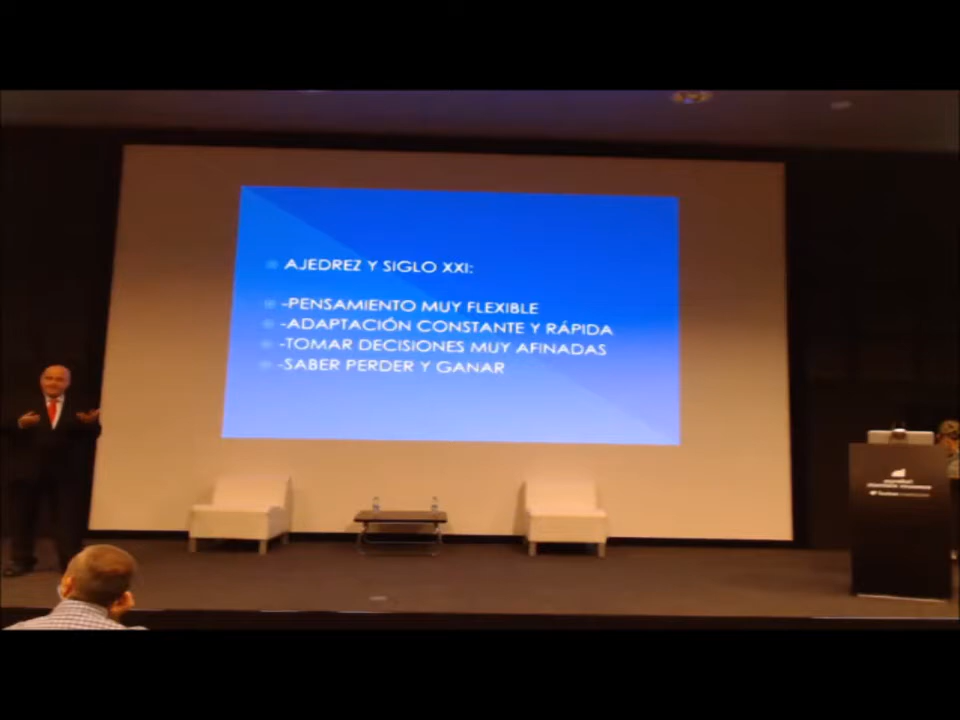 AJEDREZ Y SIGLO XXI:
-PENSAMIENTO MUY FLEXIBLE
-ADAPTACIÓN CONSTANTE Y RÁPIDA
-TOMAR DECISIONES MUY AFINADAS
-SABER PERDER Y GANAR